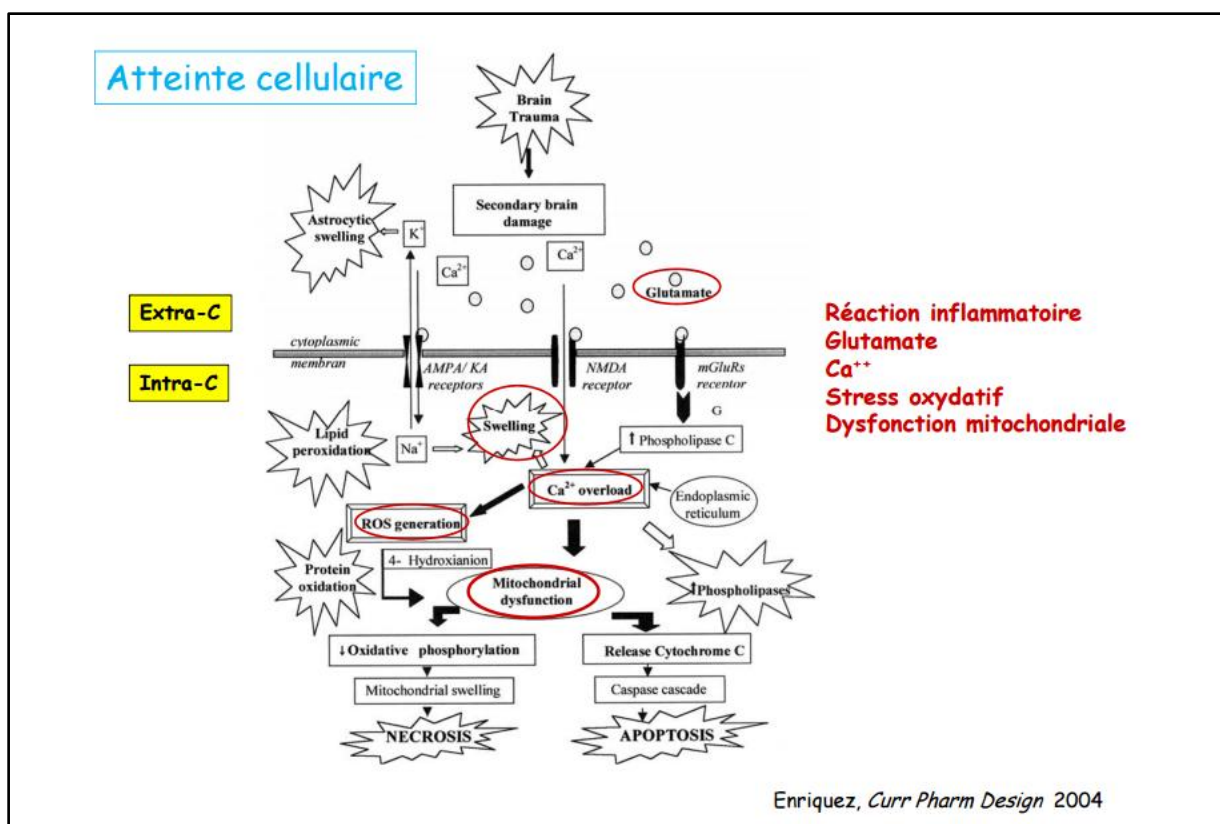 Atteinte cellulaire
Brain
Trauma
Secondary brain
damage
Astrocytic
swelling
K+
Ca2+
Ca2+
Glutamate
Extra-C
cytoplasmic
membran
Intra-C
AMPA/ KA
receptors
NMDA
receptor
mGluRs
receptor
G
Réaction inflammatoire
Glutamate
Ca++
Stress oxydatif
Dysfonction mitochondriale
Lipid
peroxidation
Na+
Swelling
↑ Phospholipase C
Ca2+ overload
Endoplasmic
reticulum
ROS generation
4- Hydroxianion
Protein
oxidation
Mitochondrial
dysfunction
↑Phospholipases
↓Oxidative phosphorylation
Release Cytochrome C
Mitochondrial swelling
Caspase cascade
NECROSIS
APOPTOSIS
Enriquez, Curr Pharm Design 2004